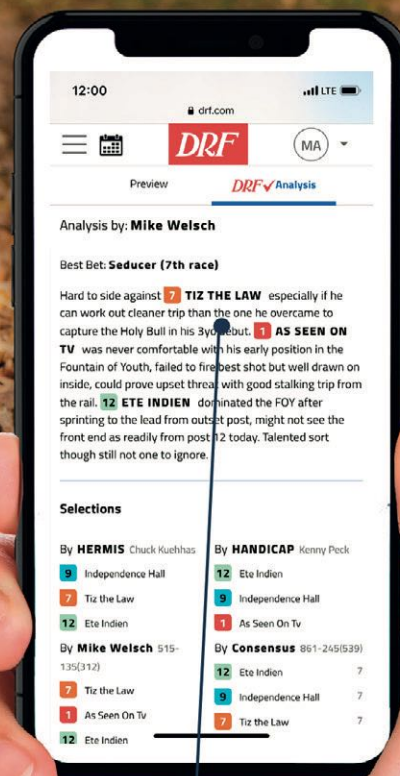 12:00
LTE
drf.com
DRF
MA
Preview
DRF Analysis
Analysis by: Mike Welsch
Best Bet: Seducer (7th race)
Hard to side against 7 TIZ THE LAW especially if he
can work out cleaner trip than the one he overcame to
capture the Holy Bull in his 3yo debut. 1 AS SEEN ON
TV was never comfortable with his early position in the
Fountain of Youth, failed to fire best shot but well drawn on
inside, could prove upset threat with good stalking trip from
the rail. 12 ETE INDIEN dominated the FOY after
sprinting to the lead from outset post, might not see the
front end as readily from post 12 today. Talented sort
though still not one to ignore.
Selections
By HERMIS Chuck Kuehhas
9 Independence Hall
7 Tiz the Law
12 Ete Indien
By HANDICAP Kenny Peck
12 Ete Indien
9 Independence Hall
1 As Seen On Tv
By Mike Welsch 515-
135(312)
7 Tiz the Law
1 As Seen On Tv
12 Ete Indien
By Consensus 861-245(539)
12 Ete Indien 7
9 Independence Hall 7
7 Tiz the Law 7